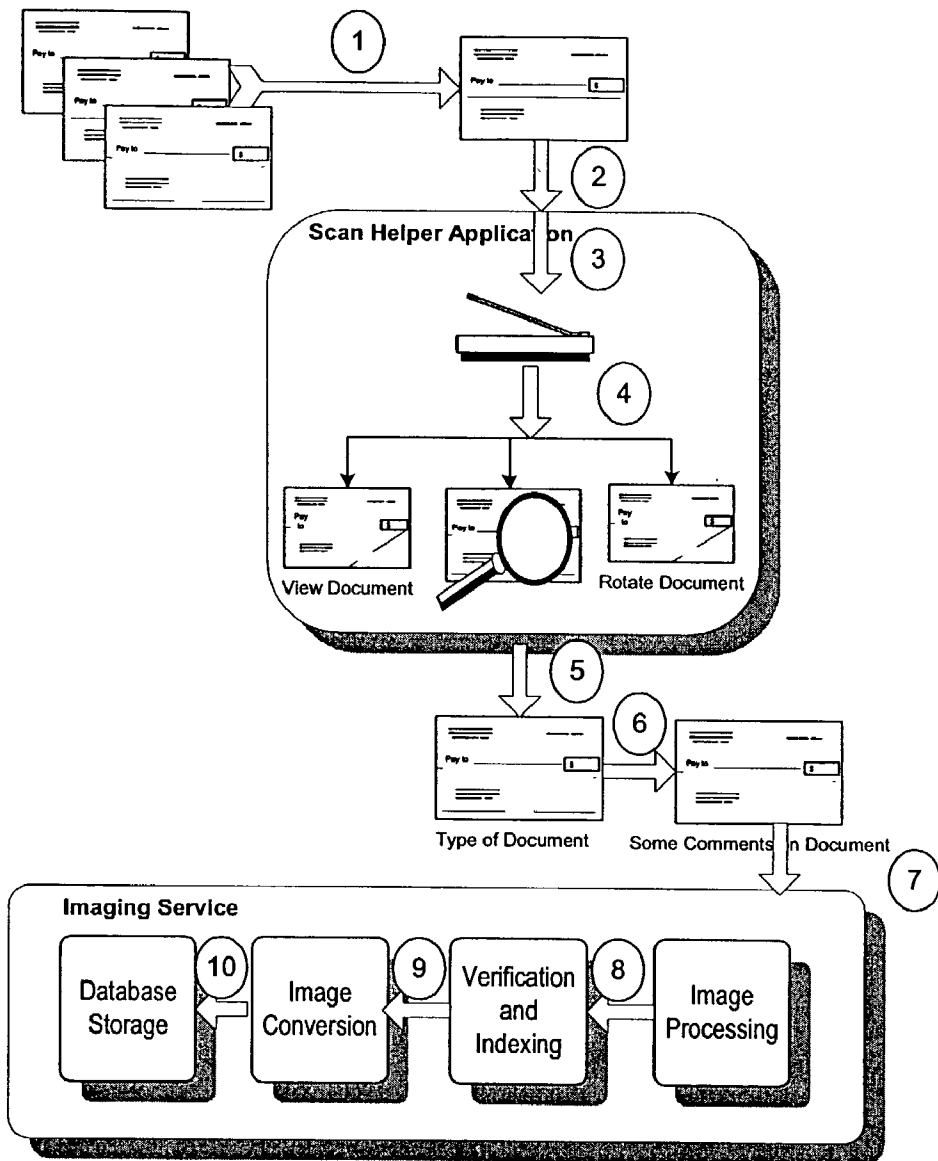 1
Pay to
Pay to
Pay to
$
Pay to
$
2
Scan Helper Application
3
4
Pay
to
$
Pay to
Pay
to
$
View Document
Rotate Document
5
6
Pay to
$
Pay to
$
Type of Document
Some Comments in Document
7
Imaging Service
10
9
8
Database
Storage
Image
Conversion
Verification
and
Indexing
Image
Processing